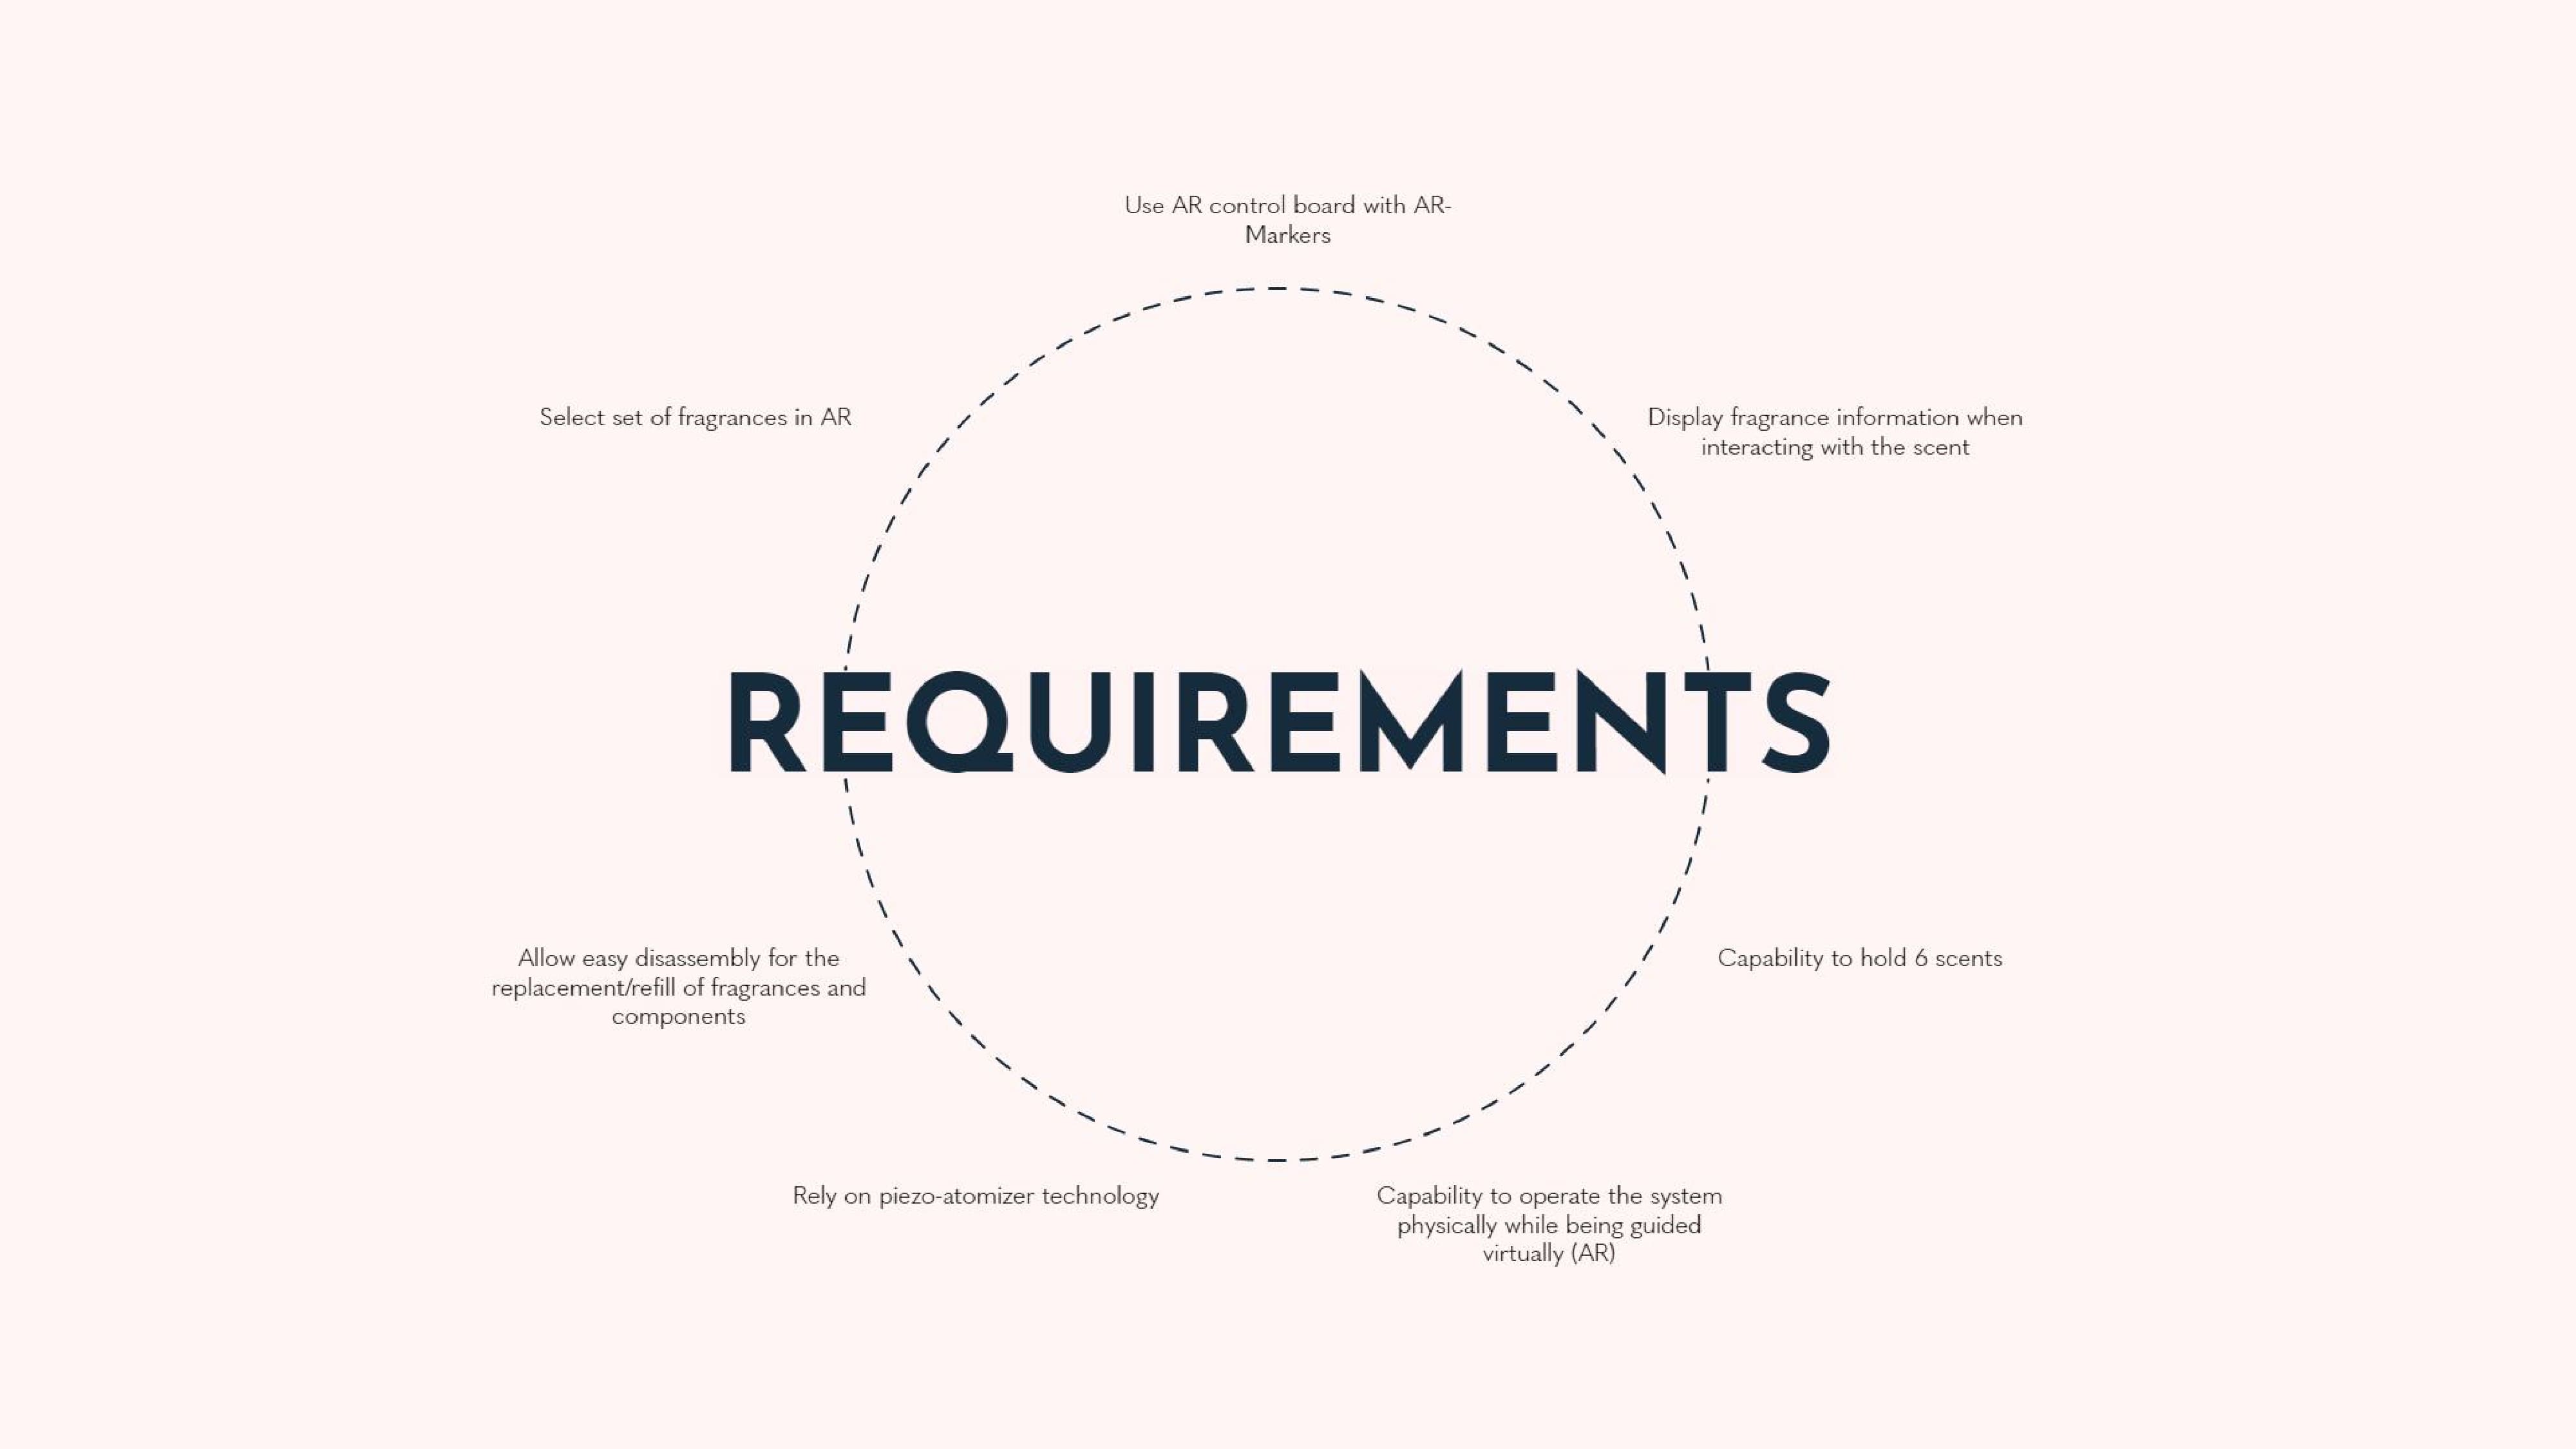 Use AR control board with AR-
Markers
Select set of fragrances in AR
Display fragrance information when
interacting with the scent
REQUIREMENTS
Allow easy disassembly for the
replacement/refill of fragrances and
components
Capability to hold 6 scents
Rely on piezo-atomizer technology
Capability to operate the system
physically while being guided
virtually (AR)